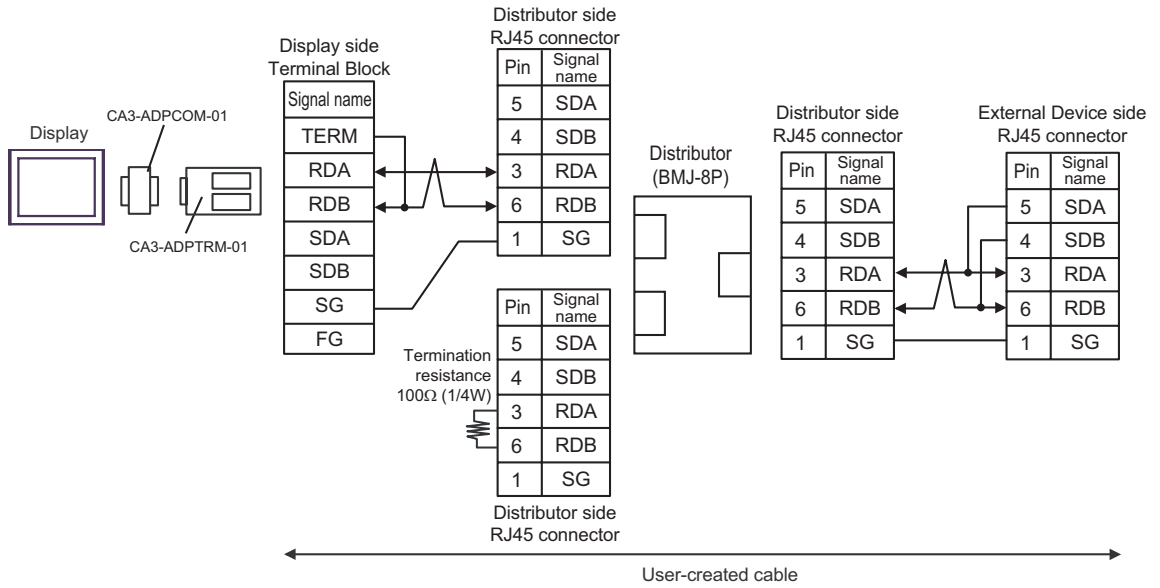 Display
CA3-ADPCOM-01
CA3-ADPTRM-01
Display side
Terminal Block
Signal name
TERM
RDA
RDB
SDA
SDB
SG
FG
Distributor side
RJ45 connector
Pin Signal name
5 SDA
4 SDB
3 RDA
6 RDB
1 SG
Termination
resistance
100Ω (1/4W)
Pin Signal name
5 SDA
4 SDB
3 RDA
6 RDB
1 SG
Distributor side
RJ45 connector
Distributor
(BMJ-8P)
Distributor side
RJ45 connector
Pin Signal name
5 SDA
4 SDB
3 RDA
6 RDB
1 SG
External Device side
RJ45 connector
Pin Signal name
5 SDA
4 SDB
3 RDA
6 RDB
1 SG
User-created cable